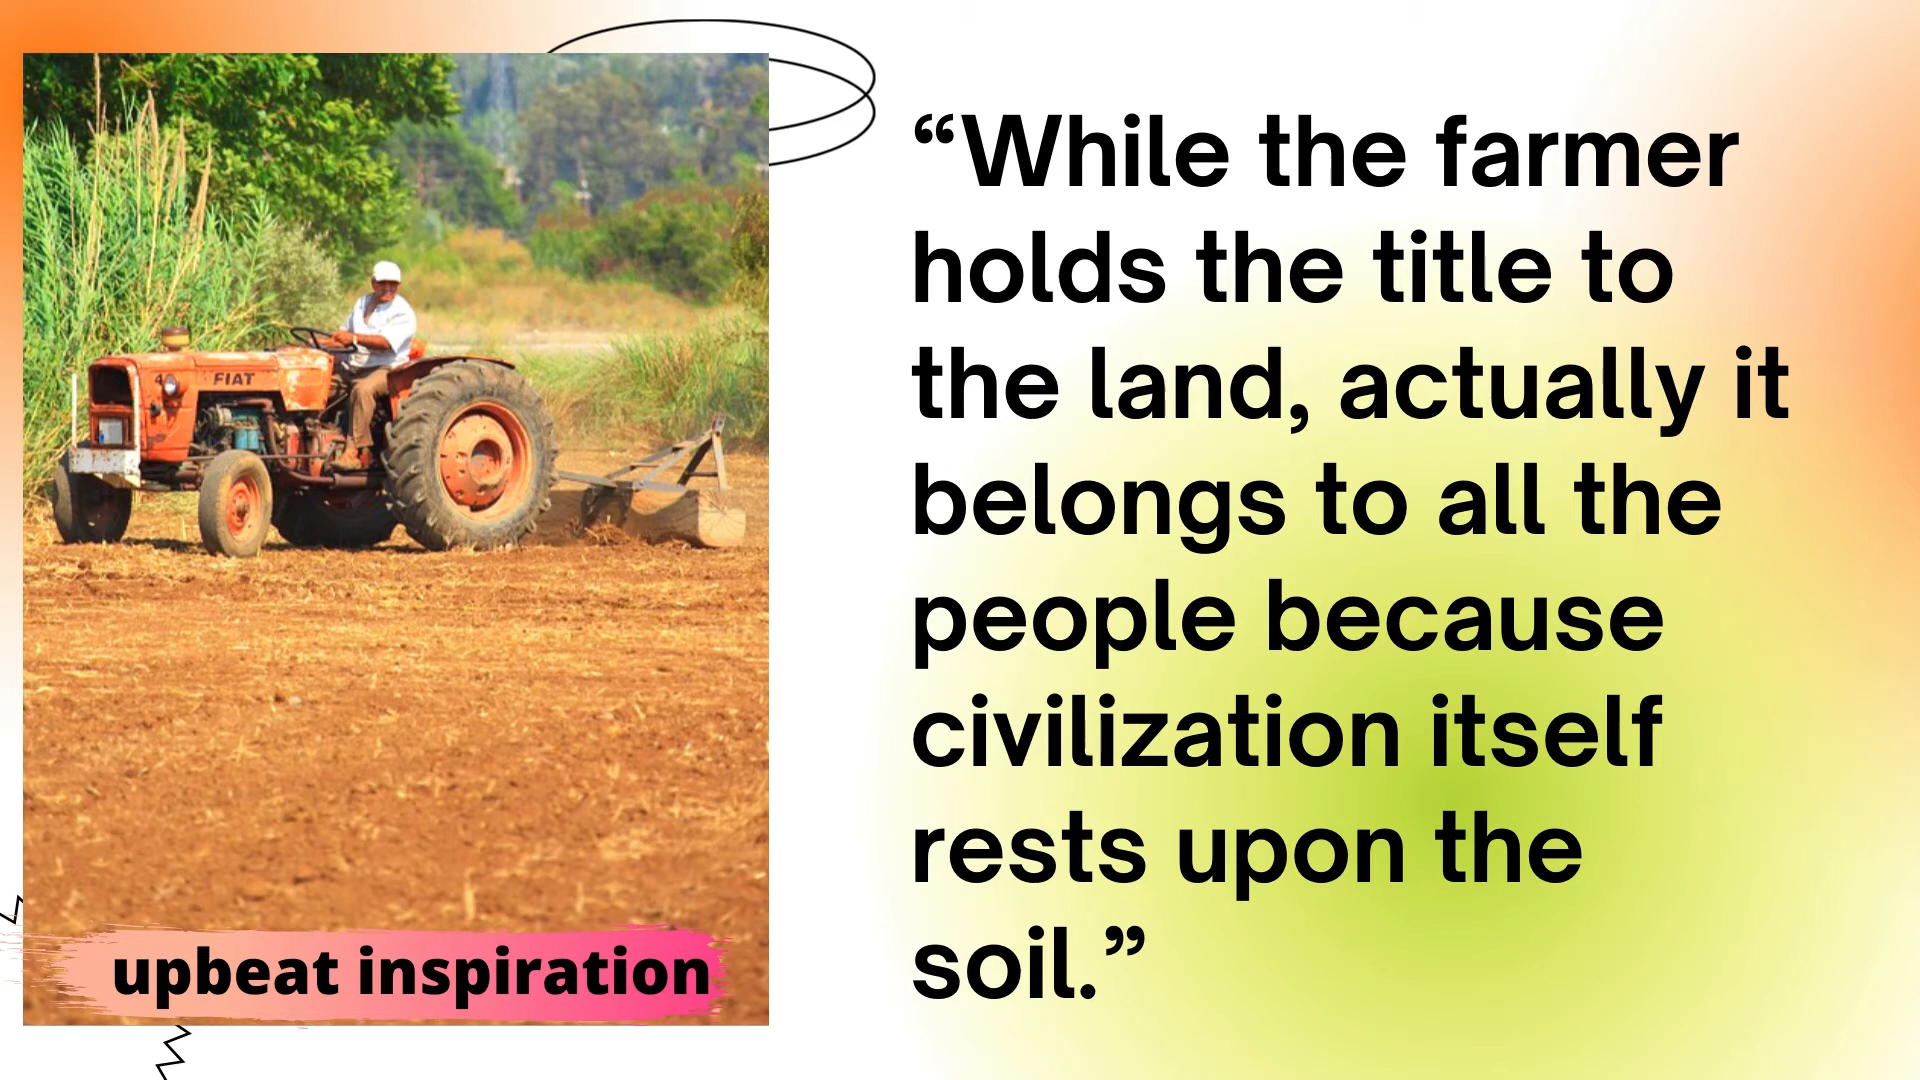 4
FIAT
upbeat inspiration
“While the farmer
holds the title to
the land, actually it
belongs to all the
people because
civilization itself
rests upon the
soil.”